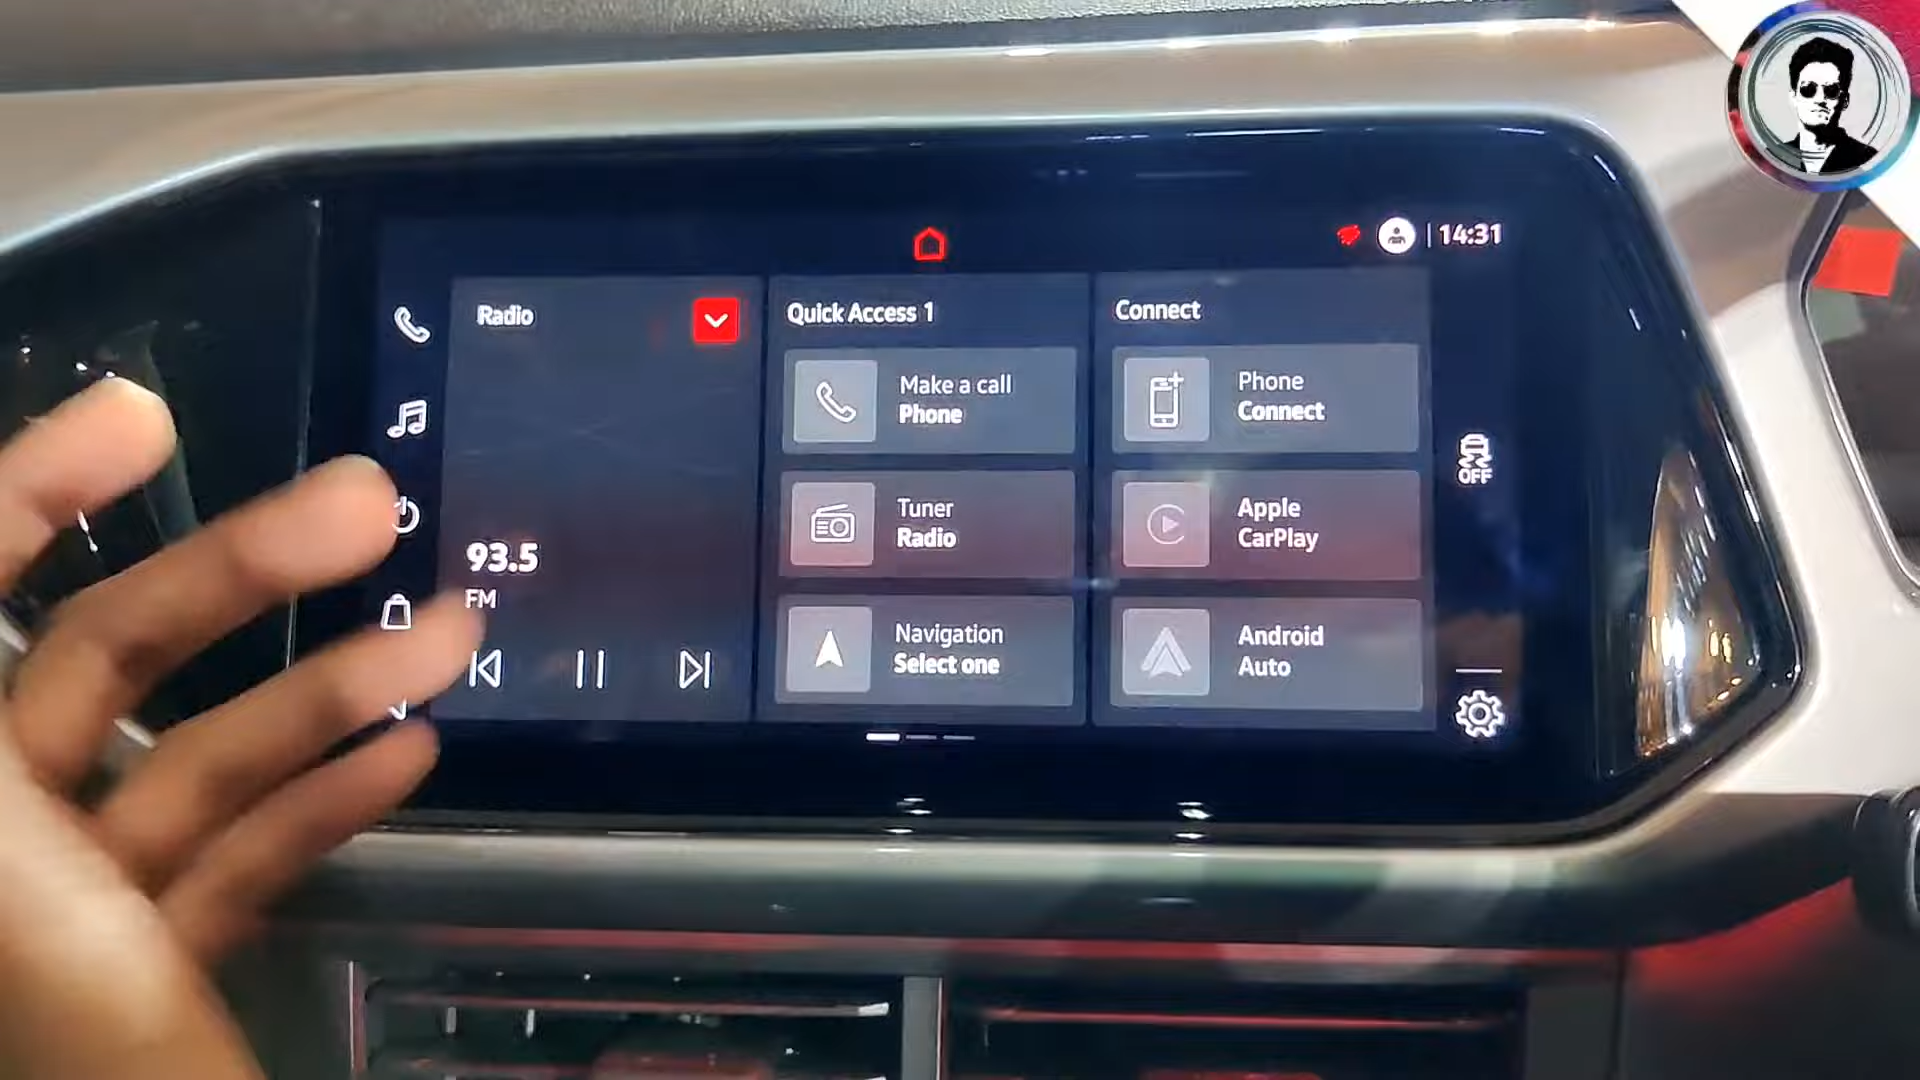 14:31
Radio
93.5
FM
Quick Access 1
Make a call
Phone
Tuner
Radio
Navigation
Select one
Connect
Phone
Connect
Apple
CarPlay
Android
Auto
OFF